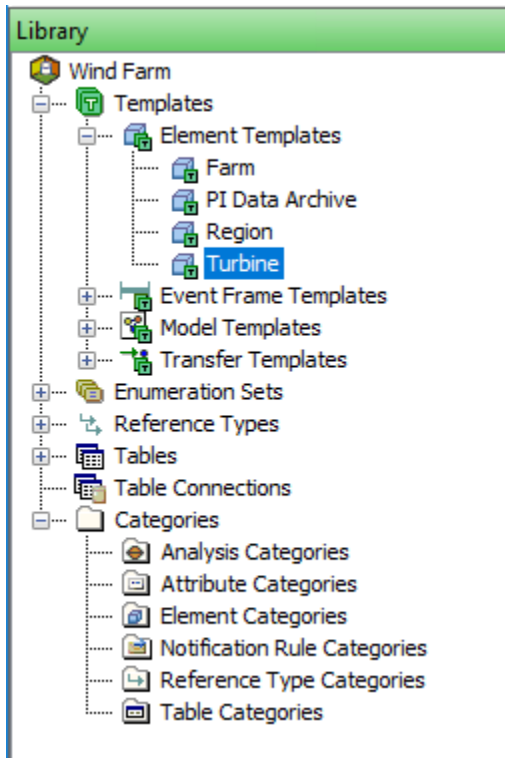 Library
Wind Farm
Templates
Element Templates
Farm
PI Data Archive
Region
Turbine
Event Frame Templates
Model Templates
Transfer Templates
Enumeration Sets
Reference Types
Tables
Table Connections
Categories
Analysis Categories
Attribute Categories
Element Categories
Notification Rule Categories
Reference Type Categories
Table Categories